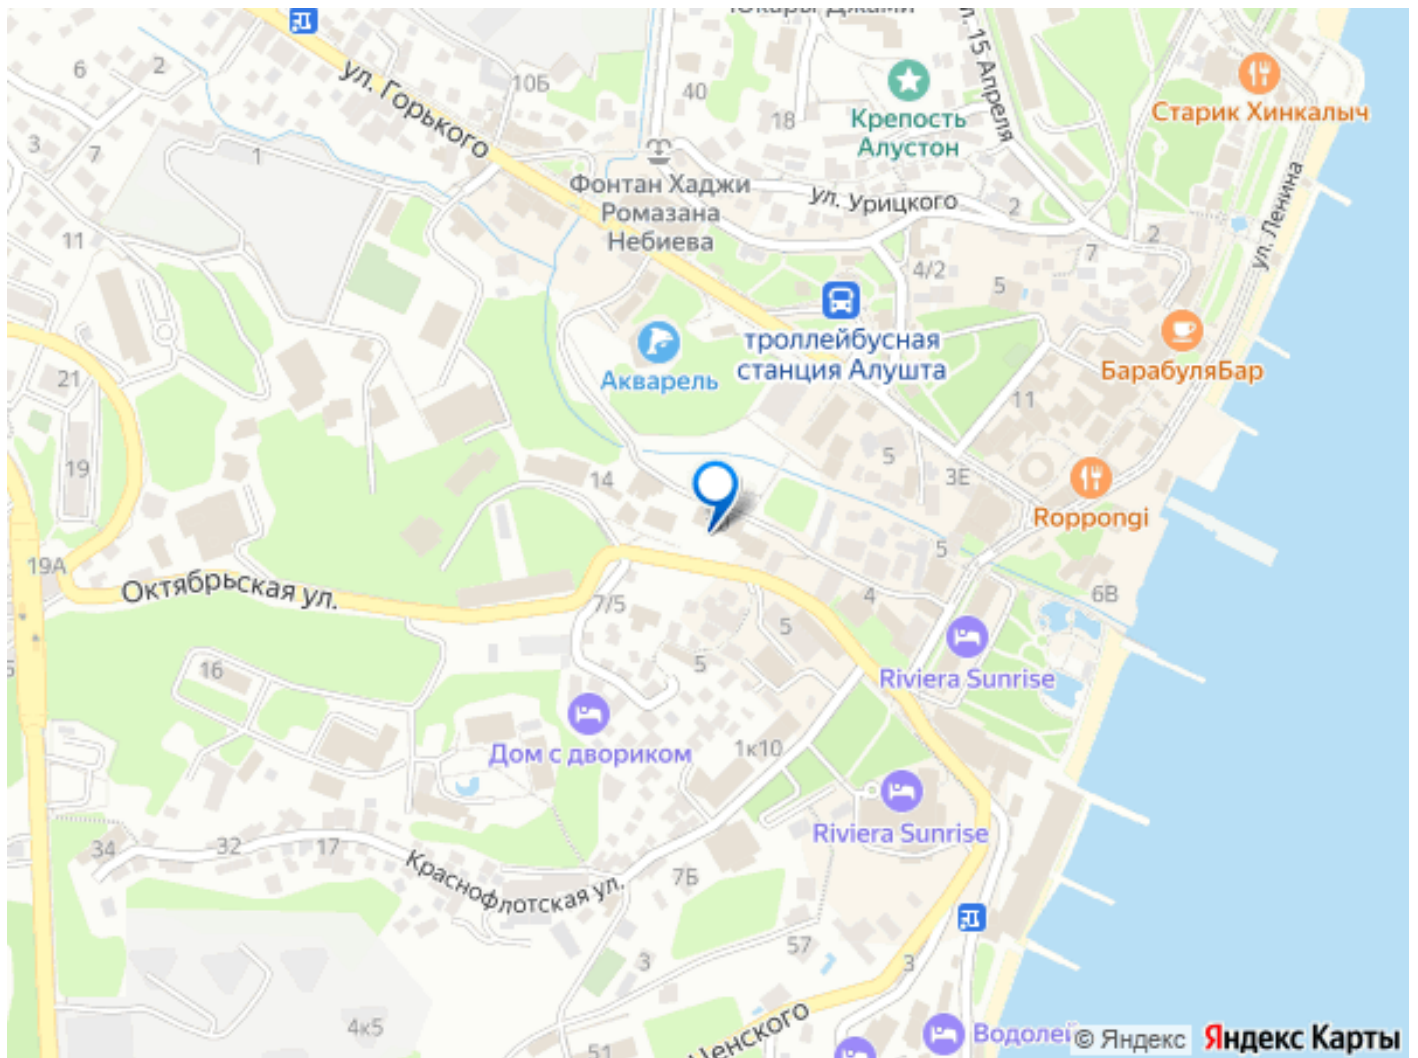 Юкары Джами
ул. 15 Апреля
6
2
ул. Горького
10Б
40
18
Крепость
Алустон
Старик Хинкалыч
3
7
1
Фонтан Хаджи
Ромазана
Небиева
ул. Урицкого
2
2
7
ул. Ленина
11
4/2
5
троллейбусная
станция Алушта
Акварель
БарабуляБар
21
11
19
14
5
3Е
Roppongi
5
19А
Октябрьская ул.
7/5
4
6В
5
5
16
Riviera Sunrise
Дом с двориком
1к10
Riviera Sunrise
34
32
17
Краснофлотская ул.
7Б
57
3
3
4к5
51
Ценского
Водолей
© Яндекс Яндекс Карты